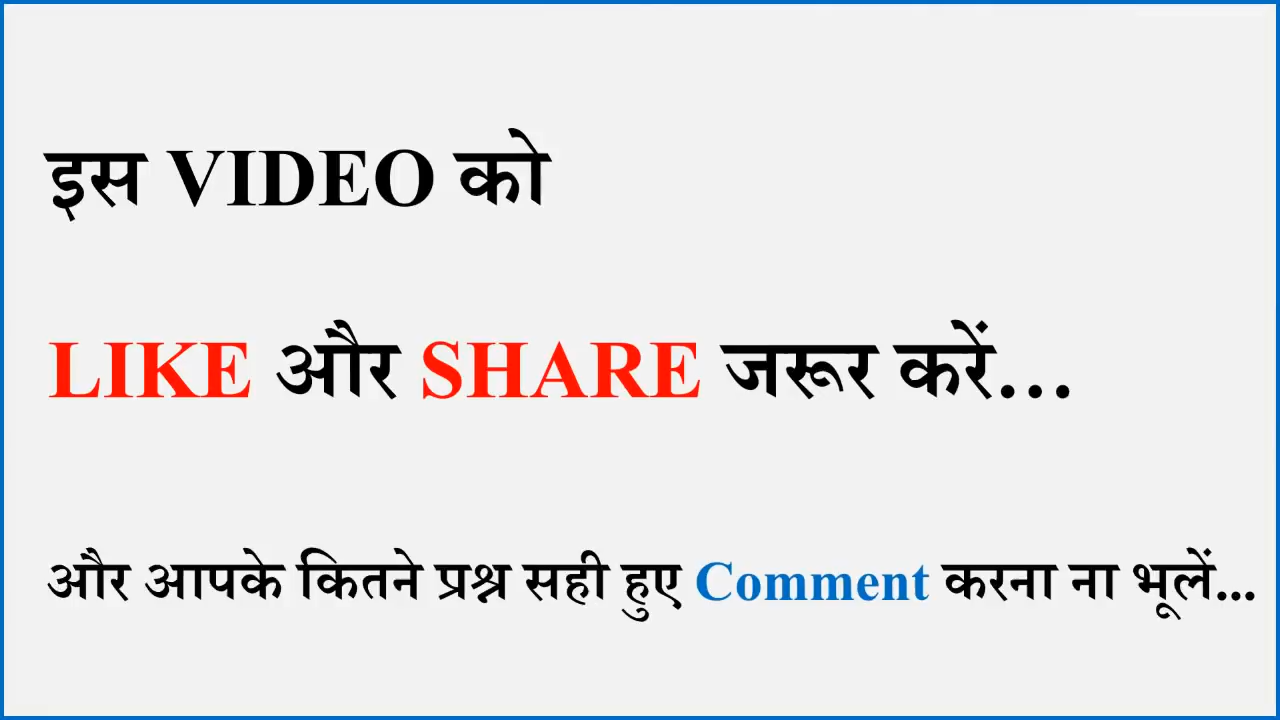 इस VIDEO को
LIKE और SHARE जरूर करें...
और आपके कितने प्रश्न सही हुए Comment करना ना भूलें...